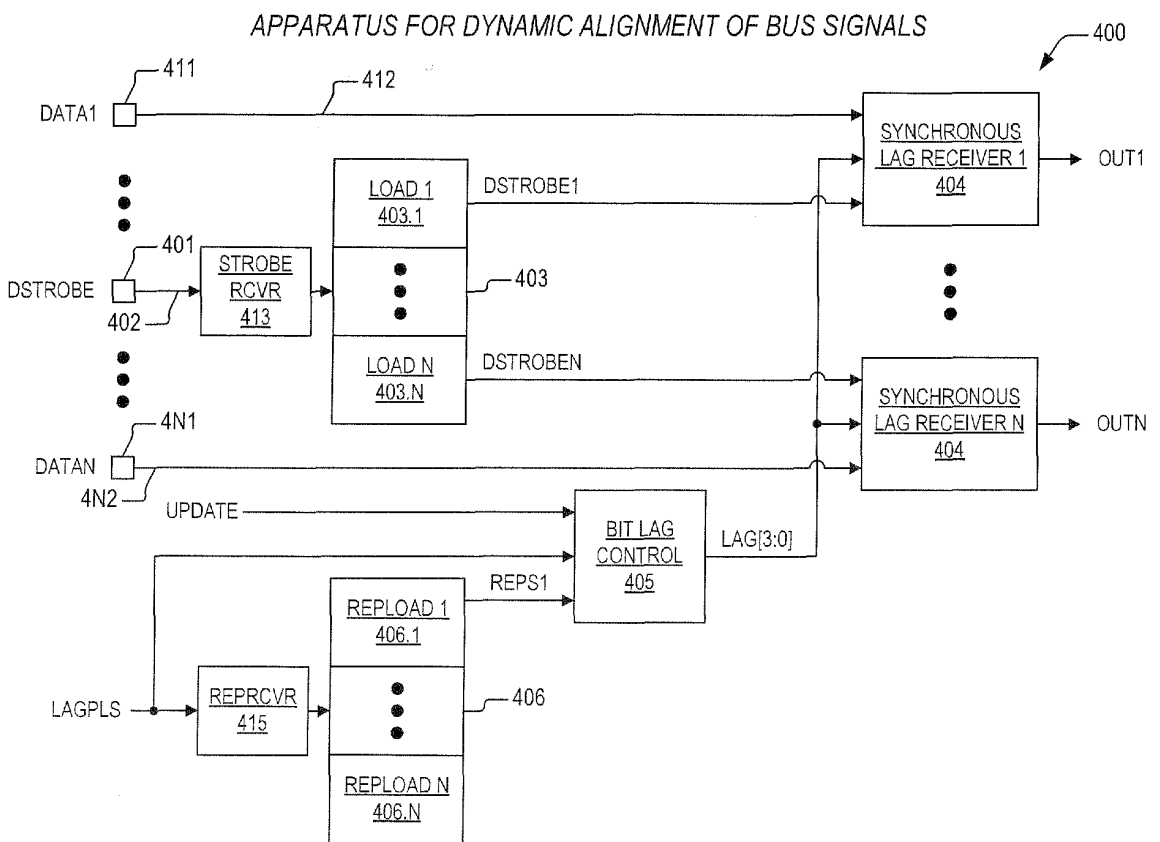 APPARATUS FOR DYNAMIC ALIGNMENT OF BUS SIGNALS
400
411
412
DATA1
SYNCHRONOUS
LAG RECEIVER 1
404
OUT1
LOAD 1
403.1
DSTROBE1
401
DSTROBE
402
STROBE
RCVR
413
403
LOAD N
403.N
DSTROBEN
SYNCHRONOUS
LAG RECEIVER N
404
OUTN
4N1
DATAN
4N2
UPDATE
BIT LAG
CONTROL
405
LAG[3:0]
REPS1
REPLOAD 1
406.1
LAGPLS
REPRCVR
415
406
REPLOAD N
406.N